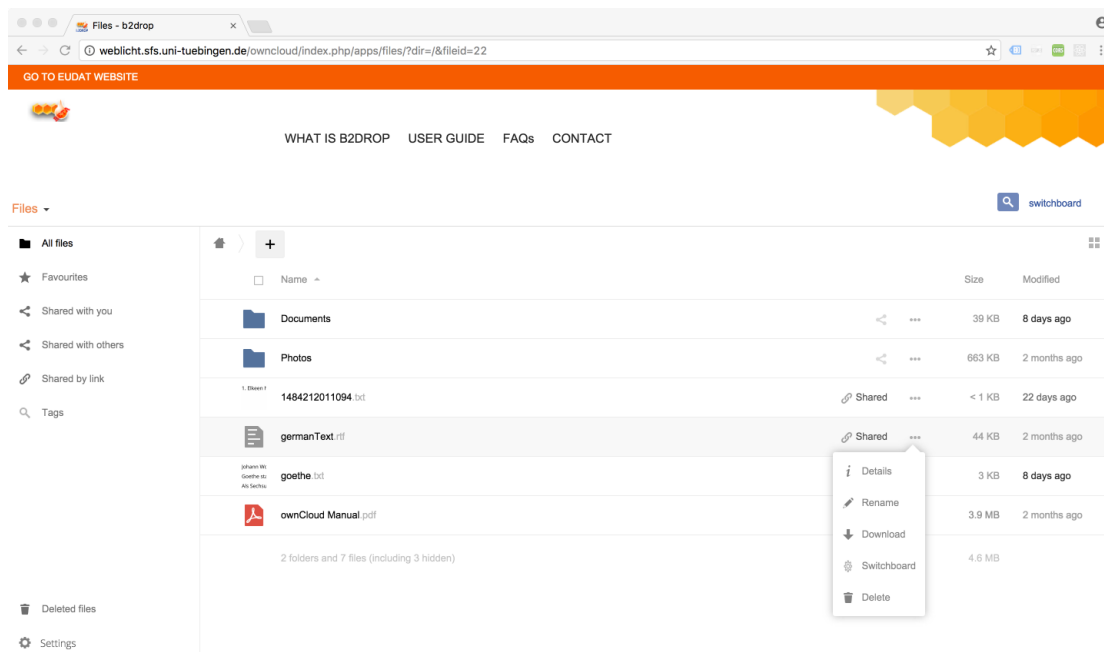 Files - b2drop
weblicht.sfs.uni-tuebingen.de/owncloud/index.php/apps/files/?dir=/&fileid=22
GO TO EUDAT WEBSITE
WHAT IS B2DROP USER GUIDE FAQs CONTACT
Files
switchboard
All files
Favourites
Shared with you
Shared with others
Shared by link
Tags
Deleted files
Settings
Name Size Modified
Documents 39 KB 8 days ago
Photos 663 KB 2 months ago
1484212011094.txt Shared < 1 KB 22 days ago
germanText.rtf Shared 44 KB 2 months ago
goethe.txt 3 KB 8 days ago
ownCloud Manual.pdf 3.9 MB 2 months ago
2 folders and 7 files (including 3 hidden) 4.6 MB
Details
Rename
Download
Switchboard
Delete